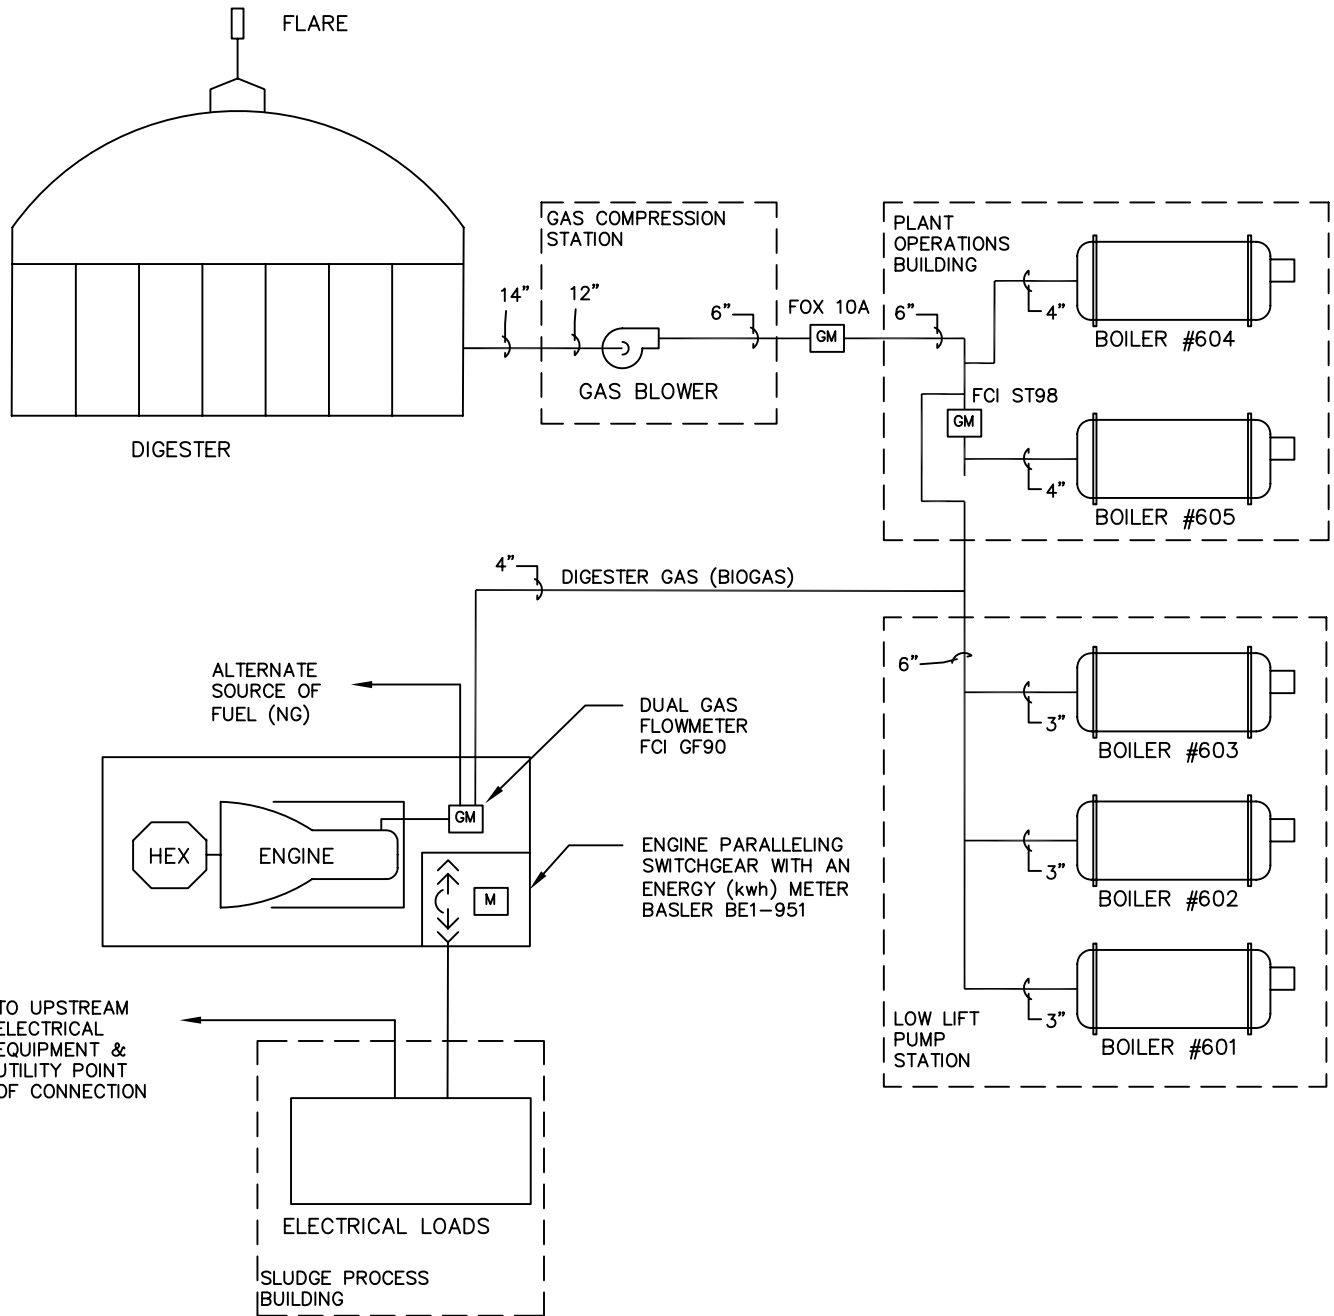 FLARE
DIGESTER
14"
GAS COMPRESSION
STATION
12"
6"
GAS BLOWER
FOX 10A
GM
6"
PLANT
OPERATIONS
BUILDING
4"
BOILER #604
FCI ST98
GM
4"
BOILER #605
4"
DIGESTER GAS (BIOGAS)
6"
3"
BOILER #603
3"
BOILER #602
3"
BOILER #601
LOW LIFT
PUMP
STATION
ALTERNATE
SOURCE OF
FUEL (NG)
DUAL GAS
FLOWMETER
FCI GF90
GM
HEX
ENGINE
M
ENGINE PARALLELING
SWITCHGEAR WITH AN
ENERGY (kwh) METER
BASLER BE1-951
TO UPSTREAM
ELECTRICAL
EQUIPMENT &
UTILITY POINT
OF CONNECTION
ELECTRICAL LOADS
SLUDGE PROCESS
BUILDING